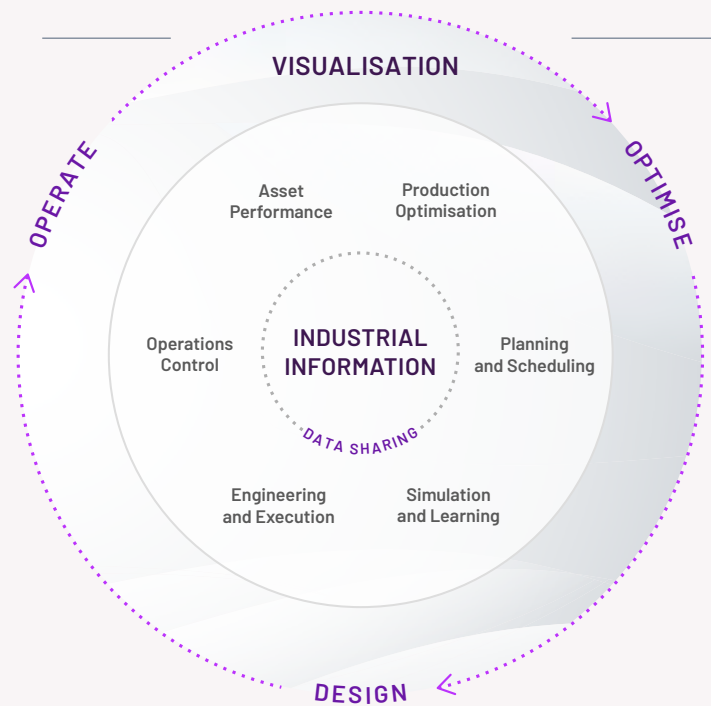 VISUALISATION
OPERATE
OPTIMISE
Asset
Performance
Production
Optimisation
Operations
Control
INDUSTRIAL
INFORMATION
Planning
and Scheduling
DATA SHARING
Engineering
and Execution
Simulation
and Learning
DESIGN